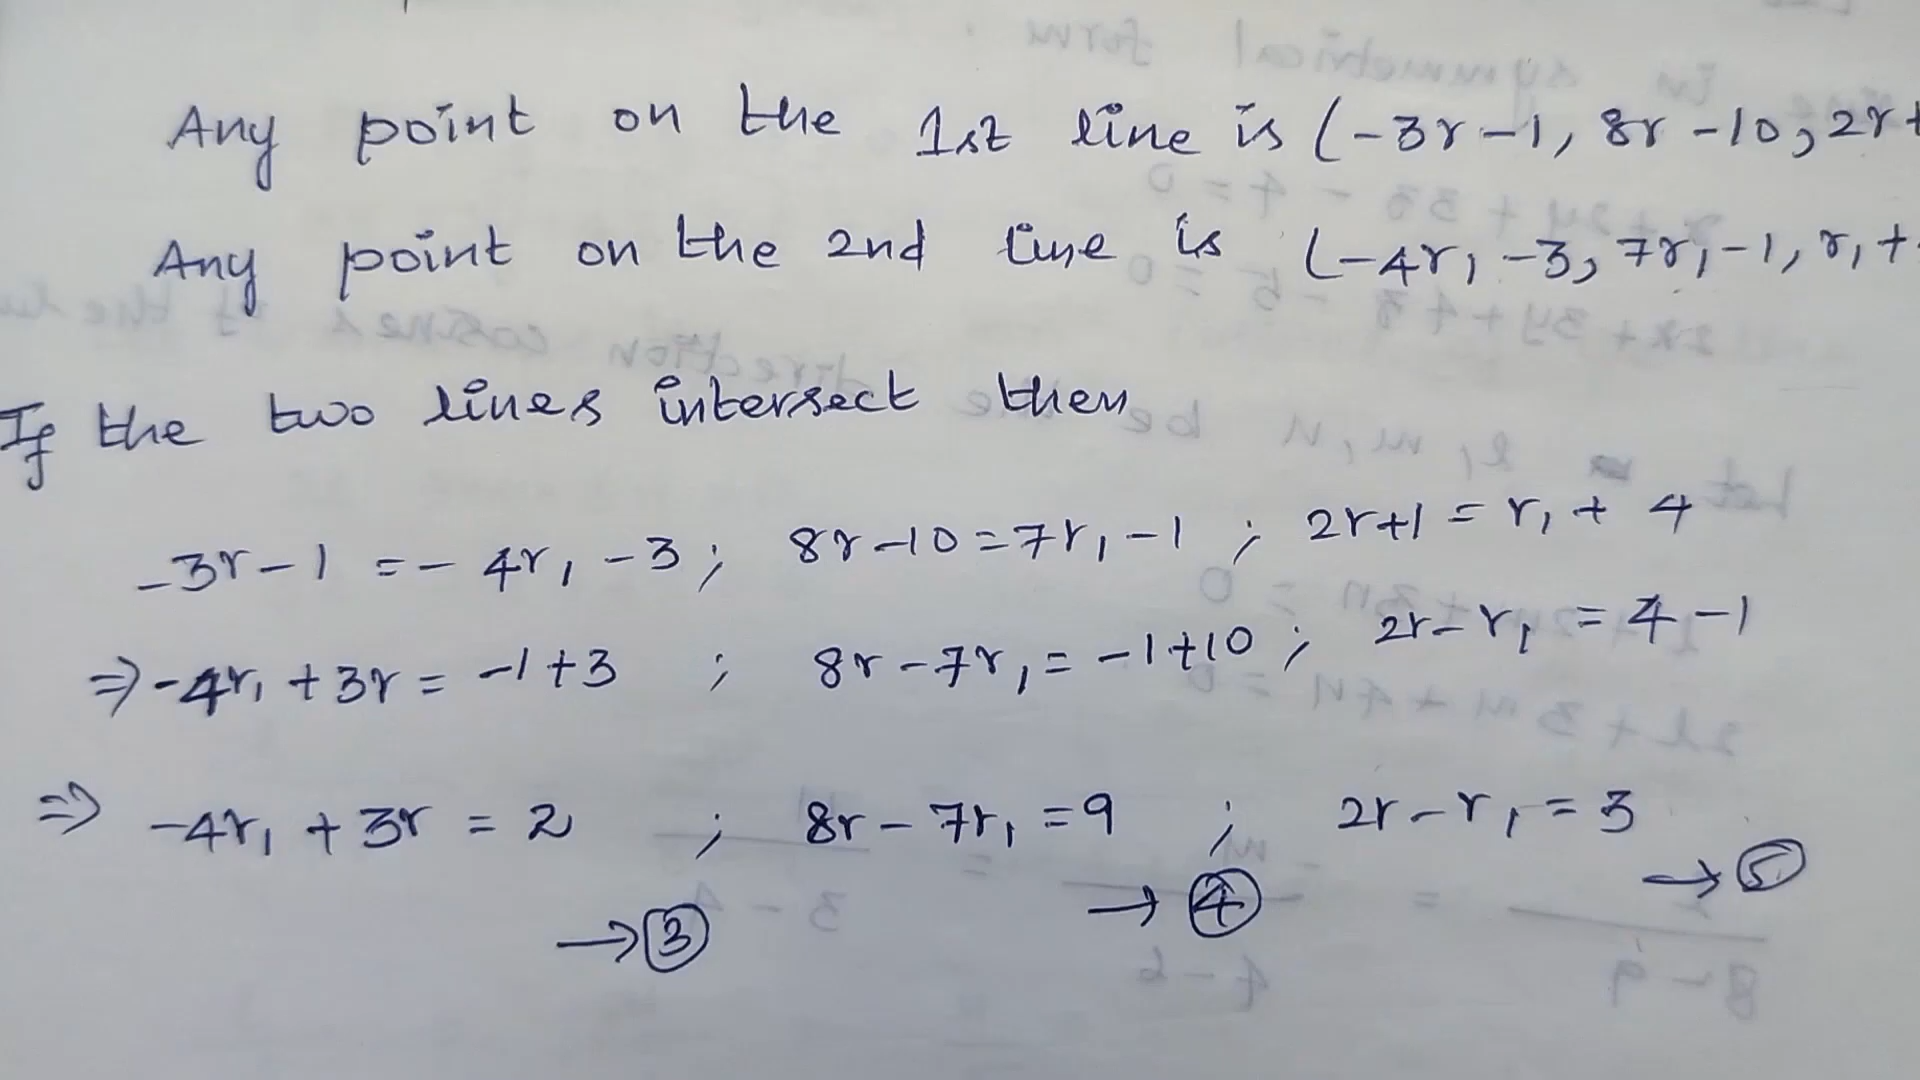 Any point on the 1st line is (-3r-1, 8r-10, 2r+
Any point on the 2nd line is (-4r₁-3, 7r₁-1, r₁+
If the two lines intersect then
-3r-1 = -4r₁-3; 8r-10=7r₁-1; 2r+1 = r₁+4
⇒ -4r₁+3r = -1+3; 8r-7r₁ = -1+10; 2r-r₁ = 4-1
⇒ -4r₁+3r = 2; 8r-7r₁ = 9; 2r-r₁ = 3
→③ →④ →⑤